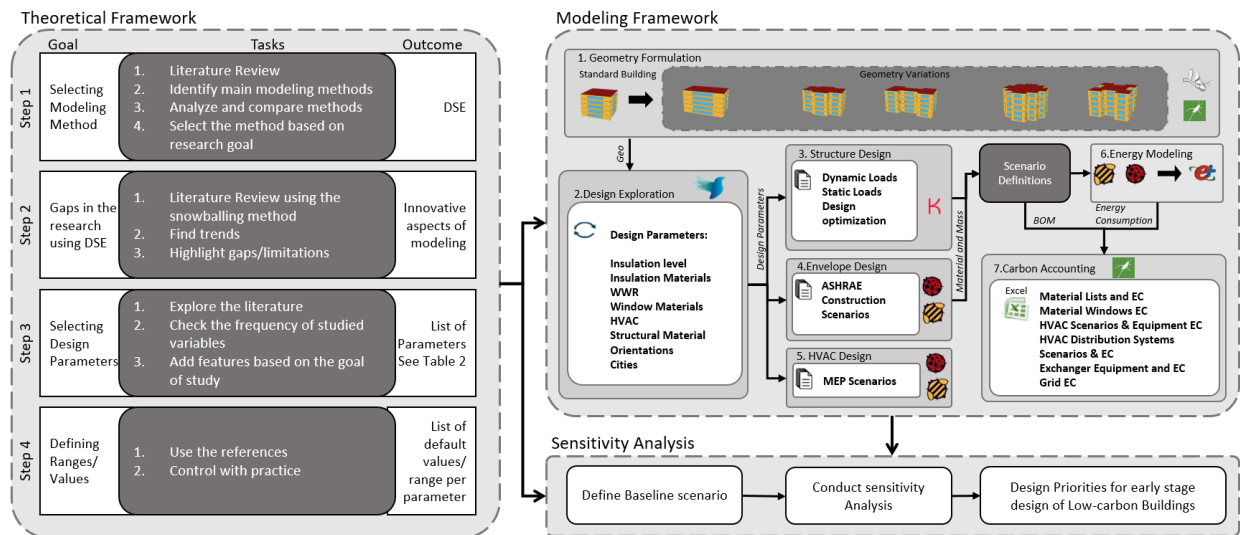 Theoretical Framework
Goal
Tasks
Outcome
Step 1
Selecting
Modeling
Method
1. Literature Review
2. Identify main modeling methods
3. Analyze and compare methods
4. Select the method based on
research goal
DSE
Step 2
Gaps in the
research
using DSE
1. Literature Review using the
snowballing method
2. Find trends
3. Highlight gaps/limitations
Innovative
aspects of
modeling
Step 3
Selecting
Design
Parameters
1. Explore the literature
2. Check the frequency of studied
variables
3. Add features based on the goal
of study
List of
Parameters
See Table 2
Step 4
Defining
Ranges/
Values
1. Use the references
2. Control with practice
List of
default
values/
range per
parameter
Modeling Framework
1. Geometry Formulation
Standard Building
Geometry Variations
Geo
2.Design Exploration
Design Parameters:
Insulation level
Insulation Materials
WWR
Window Materials
HVAC
Structural Material
Orientations
Cities
Design Parameters
3. Structure Design
Dynamic Loads
Static Loads
Design
optimization
K
4.Envelope Design
ASHRAE
Construction
Scenarios
5. HVAC Design
MEP Scenarios
Material and Mass
Scenario
Definitions
6.Energy Modeling
et
BOM
Energy
Consumption
7.Carbon Accounting
Excel
Material Lists and EC
Material Windows EC
HVAC Scenarios & Equipment EC
HVAC Distribution Systems
Scenarios & EC
Exchanger Equipment and EC
Grid EC
Sensitivity Analysis
Define Baseline scenario
Conduct sensitivity
Analysis
Design Priorities for early stage
design of Low-carbon Buildings